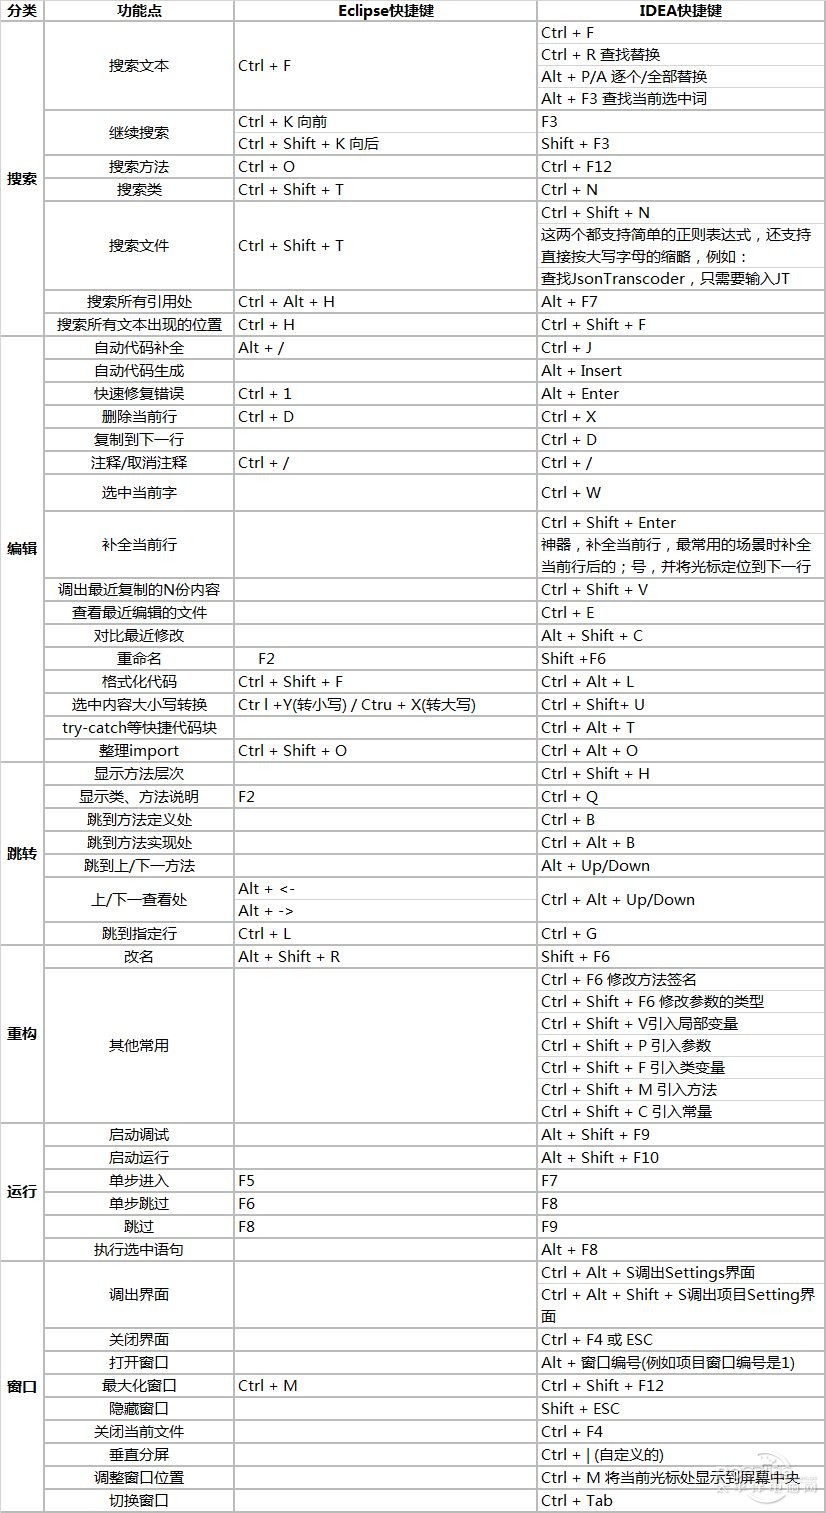 分类 功能点 Eclipse快捷键 IDEA快捷键
搜索
搜索文本 Ctrl + F Ctrl + F
Ctrl + R 查找替换
Alt + P/A 逐个/全部替换
Alt + F3 查找当前选中词
继续搜索 Ctrl + K 向前 F3
Ctrl + Shift + K 向后 Shift + F3
搜索方法 Ctrl + O Ctrl + F12
搜索类 Ctrl + Shift + T Ctrl + N
搜索文件 Ctrl + Shift + T Ctrl + Shift + N
这两个都支持简单的正则表达式，还支持
直接按大写字母的缩略，例如：
查找JsonTranscoder，只需要输入JT
搜索所有引用处 Ctrl + Alt + H Alt + F7
搜索所有文本出现的位置 Ctrl + H Ctrl + Shift + F
编辑
自动代码补全 Alt + / Ctrl + J
自动代码生成 Alt + Insert
快速修复错误 Ctrl + 1 Alt + Enter
删除当前行 Ctrl + D Ctrl + X
复制到下一行 Ctrl + D
注释/取消注释 Ctrl + / Ctrl + /
选中当前字 Ctrl + W
补全当前行 Ctrl + Shift + Enter
神器，补全当前行，最常用的场景时补全
当前行后的；号，并将光标定位到下一行
调出最近复制的N份内容 Ctrl + Shift + V
查看最近编辑的文件 Ctrl + E
对比最近修改 Alt + Shift + C
重命名 F2 Shift +F6
格式化代码 Ctrl + Shift + F Ctrl + Alt + L
选中内容大小写转换 Ctr l +Y(转小写) / Ctru + X(转大写) Ctrl + Shift+ U
try-catch等快捷代码块 Ctrl + Alt + T
整理import Ctrl + Shift + O Ctrl + Alt + O
跳转
显示方法层次 Ctrl + Shift + H
显示类、方法说明 F2 Ctrl + Q
跳到方法定义处 Ctrl + B
跳到方法实现处 Ctrl + Alt + B
跳到上/下一方法 Alt + Up/Down
上/下一查看处 Alt + <- Ctrl + Alt + Up/Down
Alt + ->
跳到指定行 Ctrl + L Ctrl + G
重构
改名 Alt + Shift + R Shift + F6
其他常用 Ctrl + F6 修改方法签名
Ctrl + Shift + F6 修改参数的类型
Ctrl + Shift + V引入局部变量
Ctrl + Shift + P 引入参数
Ctrl + Shift + F 引入类变量
Ctrl + Shift + M 引入方法
Ctrl + Shift + C 引入常量
运行
启动调试 Alt + Shift + F9
启动运行 Alt + Shift + F10
单步进入 F5 F7
单步跳过 F6 F8
跳过 F8 F9
执行选中语句 Alt + F8
窗口
调出界面 Ctrl + Alt + S调出Settings界面
Ctrl + Alt + Shift + S调出项目Setting界
面
关闭界面 Ctrl + F4 或 ESC
打开窗口 Alt + 窗口编号(例如项目窗口编号是1)
最大化窗口 Ctrl + M Ctrl + Shift + F12
隐藏窗口 Shift + ESC
关闭当前文件 Ctrl + F4
垂直分屏 Ctrl + | (自定义的)
调整窗口位置 Ctrl + M 将当前光标处显示到屏幕中央
切换窗口 Ctrl + Tab